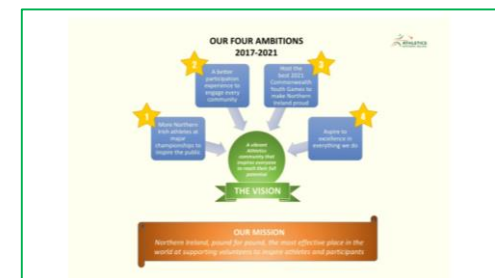 OUR FOUR AMBITIONS
2017-2021
ATHLETICS
2
A better
participation
experience to
engage every
community
3
Host the
best 2021
Commonwealth
Youth Games to
make Northern
Ireland proud
1
More Northern
Irish athletes at
major
championships to
inspire the public
4
Aspire to
excellence in
everything we do
A vibrant
Athletics
community that
inspires everyone
to reach their full
potential
THE VISION
OUR MISSION
Northern Ireland, pound for pound, the most effective place in the
world at supporting volunteers to inspire athletes and participants